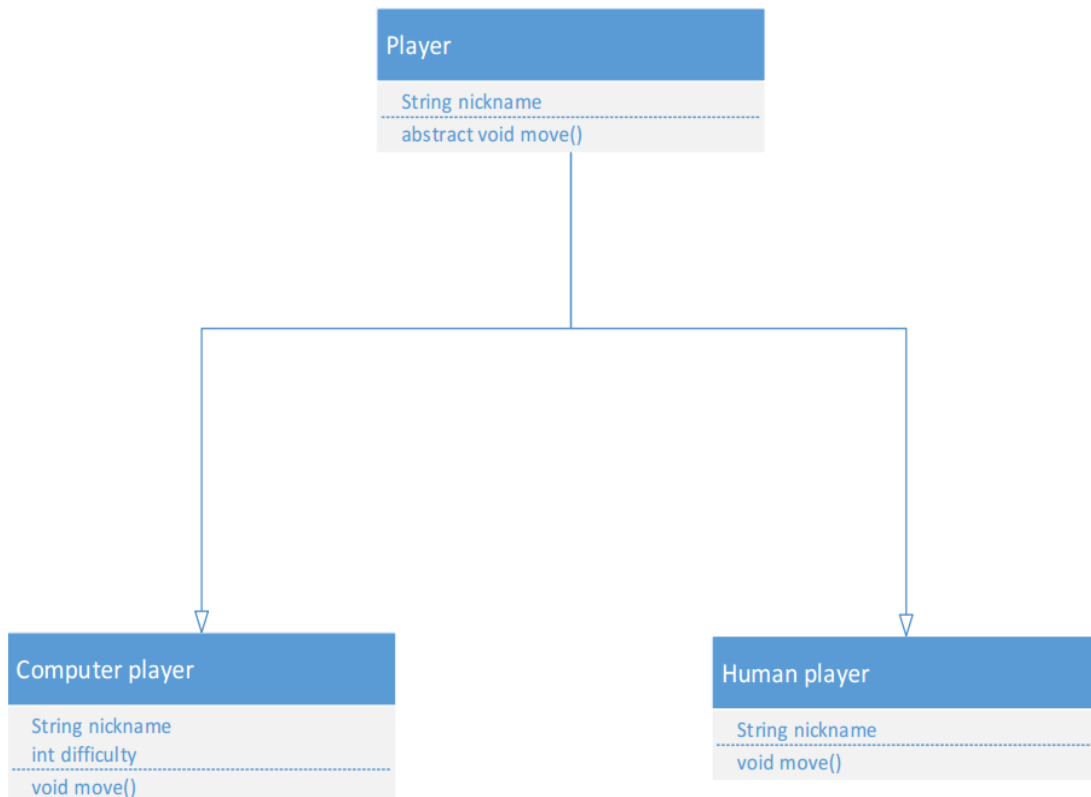 Player
String nickname
abstract void move()
Computer player
String nickname
int difficulty
void move()
Human player
String nickname
void move()